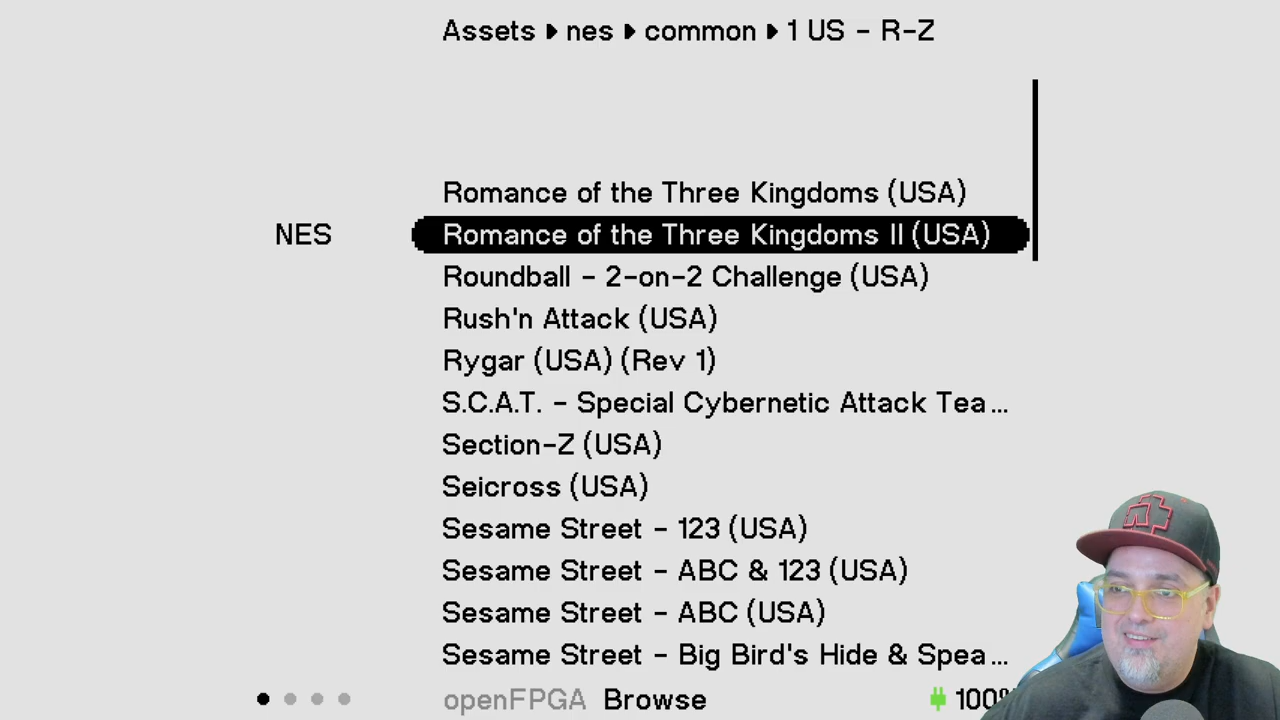 Assets ▶ nes ▶ common ▶ 1 US - R-Z
Romance of the Three Kingdoms (USA)
NES
Romance of the Three Kingdoms II (USA)
Roundball - 2-on-2 Challenge (USA)
Rush'n Attack (USA)
Rygar (USA) (Rev 1)
S.C.A.T. - Special Cybernetic Attack Tea...
Section-Z (USA)
Seicross (USA)
Sesame Street - 123 (USA)
Sesame Street - ABC & 123 (USA)
Sesame Street - ABC (USA)
Sesame Street - Big Bird's Hide & Spea...
openFPGA Browse
100%